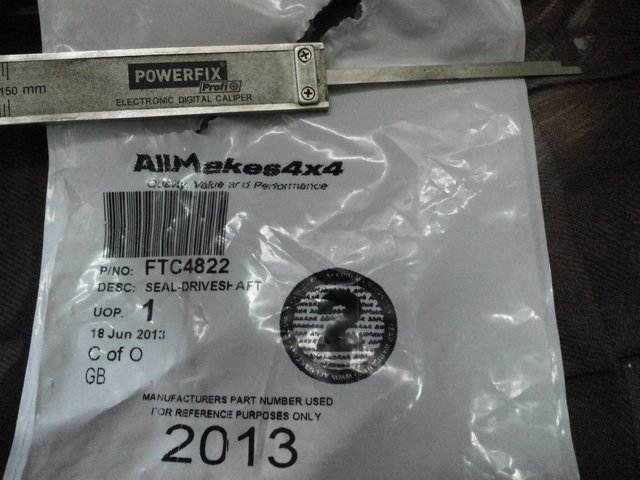 150 mm
POWERFIX
Profi
ELECTRONIC DIGITAL CALIPER
AllMakes4x4
Quality, Value and Performance
P/NO: FTC4822
DESC: SEAL-DRIVESHAFT
UOP. 1
18 Jun 2013
C of O
GB
2
MANUFACTURERS PART NUMBER USED
FOR REFERENCE PURPOSES ONLY
2013